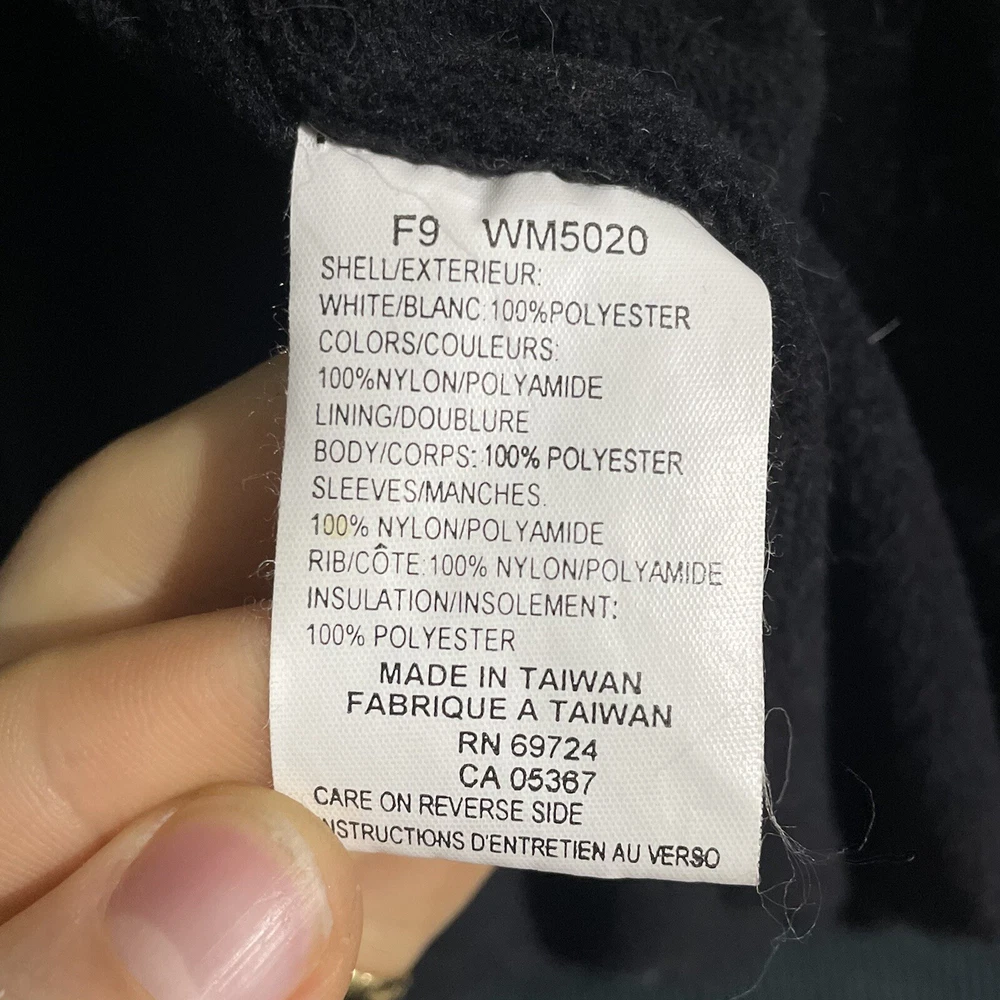 F9 WM5020
SHELL/EXTERIEUR:
WHITE/BLANC:100%POLYESTER
COLORS/COULEURS:
100%NYLON/POLYAMIDE
LINING/DOUBLURE
BODY/CORPS: 100% POLYESTER
SLEEVES/MANCHES.
100% NYLON/POLYAMIDE
RIB/CÔTE:100% NYLON/POLYAMIDE
INSULATION/INSOLEMENT:
100% POLYESTER
MADE IN TAIWAN
FABRIQUE A TAIWAN
RN 69724
CA 05367
CARE ON REVERSE SIDE
NSTRUCTIONS D'ENTRETIEN AU VERSO